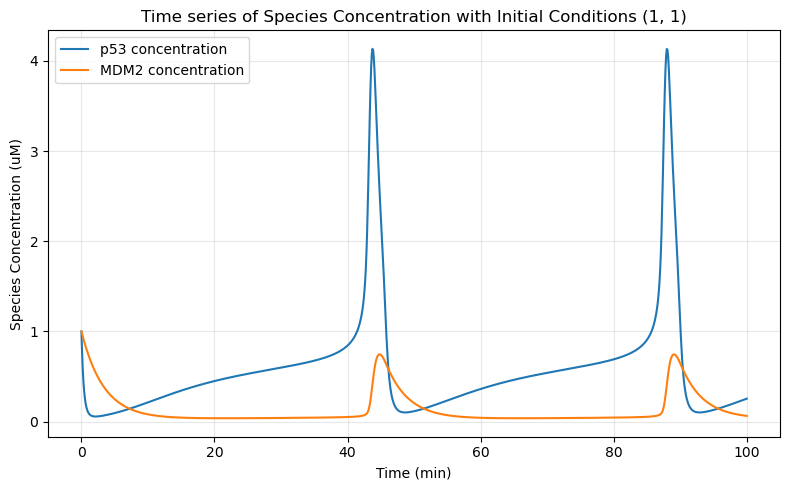 Time series of Species Concentration with Initial Conditions (1, 1)
p53 concentration
MDM2 concentration
Species Concentration (uM)
4
3
2
1
0
0 20 40 60 80 100
Time (min)